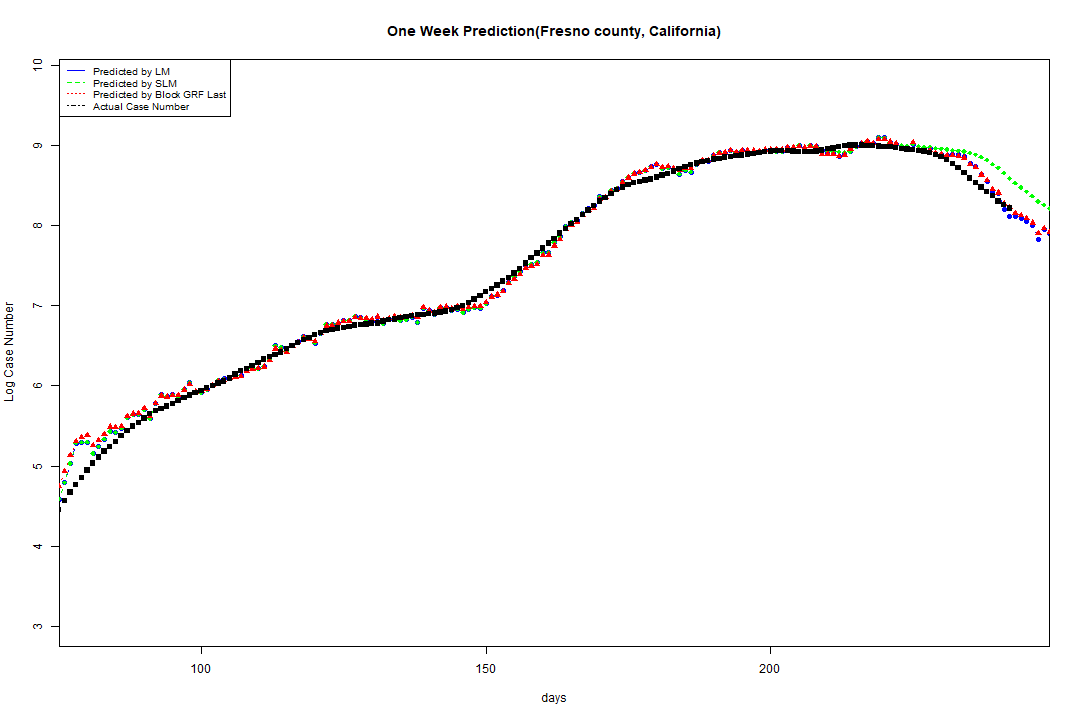 One Week Prediction(Fresno county, California)
Predicted by LM
Predicted by SLM
Predicted by Block GRF Last
Actual Case Number
Log Case Number
10
9
8
7
6
5
4
3
100
150
200
days